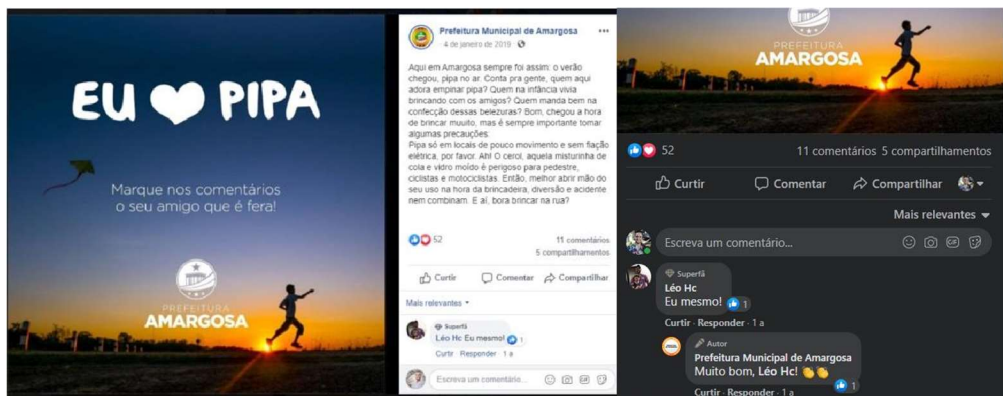 EU PIPA
Marque nos comentários
o seu amigo que é fera!
PREFEITURA
AMARGOSA
Prefeitura Municipal de Amargosa
4 de janeiro de 2019
Aqui em Amargosa sempre foi assim: o verão
chegou, pipa no ar. Conta pra gente, quem aqui
adora empinar pipa? Quem na infância vivia
brincando com os amigos? Quem manda bem na
confecção dessas belezuras? Bom, chegou a hora
de brincar muuito, mas é sempre importante tomar
algumas precauções.
Pipa só em locais de pouco movimento e sem fiação
elétrica, por favor. Ah! O cerol, aquela misturinha de
cola e vidro moído é perigoso para pedestre,
ciclistas e motociclistas. Então, melhor abrir mão do
seu uso na hora da brincadeira, diversão e acidente
nem combinam. E aí, bora brincar na rua?
52 11 comentários
5 compartilhamentos
Curtir Comentar Compartilhar
Mais relevantes
Superfã
Léo Hc Eu mesmo! 1
Curtir · Responder · 1 a
Escreva um comentário...
GIF
PREFEITURA
AMARGOSA
52 11 comentários 5 compartilhamentos
Curtir Comentar Compartilhar
Mais relevantes
Escreva um comentário...
GIF
Superfã
Léo Hc
Eu mesmo! 1
Curtir · Responder · 1 a
Autor
Prefeitura Municipal de Amargosa
Muito bom, Léo Hc!
1
Curtir · Responder · 1 a